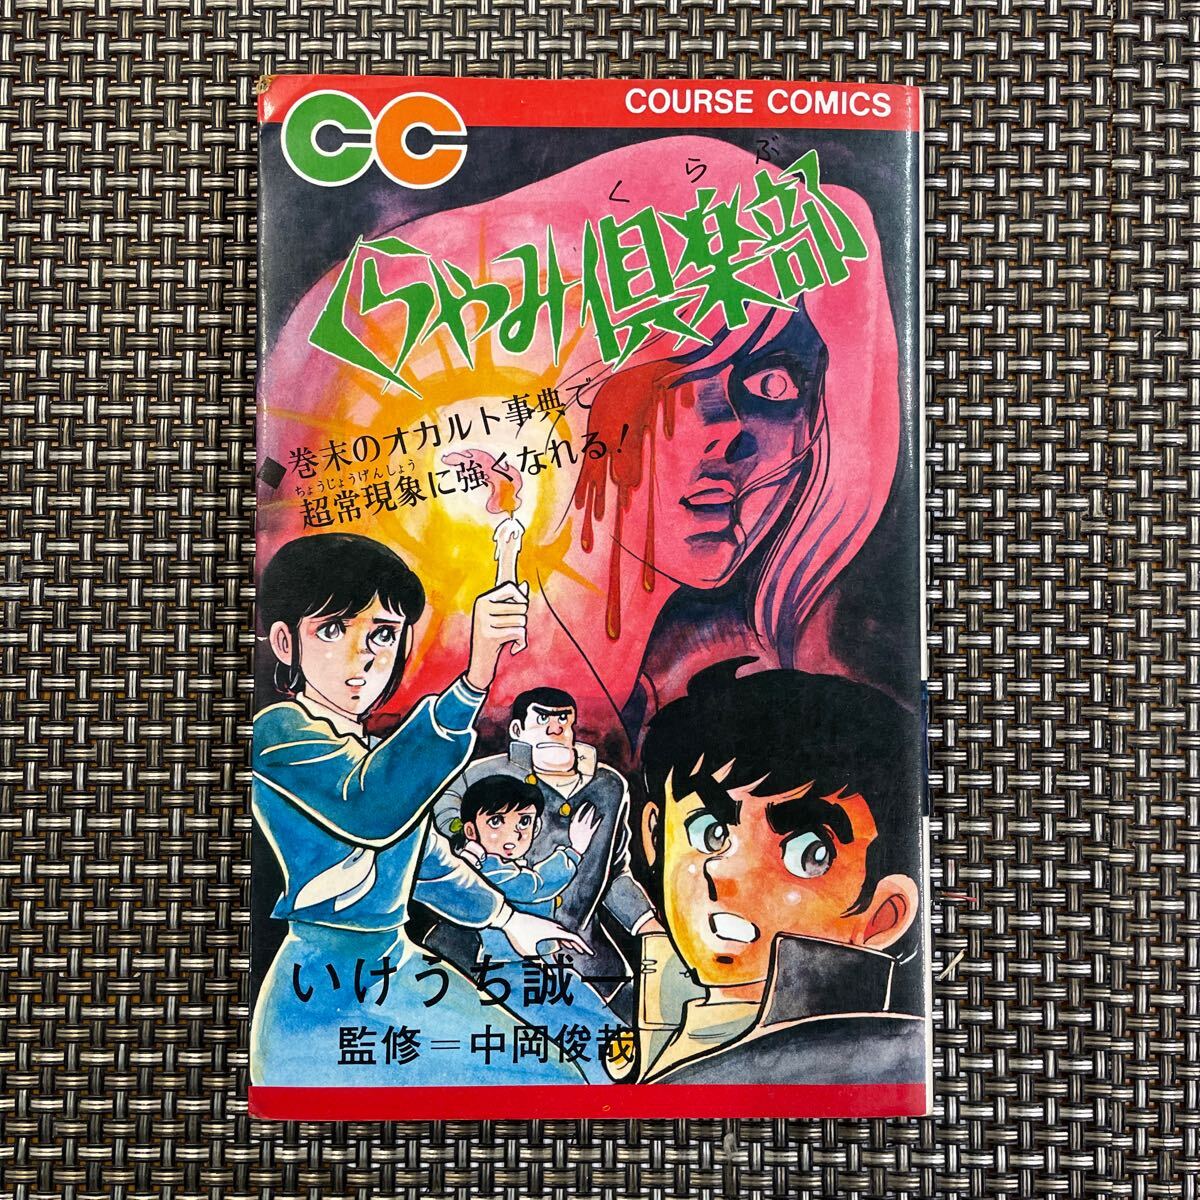 CC
COURSE COMICS
くらぶ
くらやみ倶楽部
■巻末のオカルト事典で
ちょうじょうげんしょう
超常現象に強くなれる!
いけうち誠一
監修=中岡俊哉